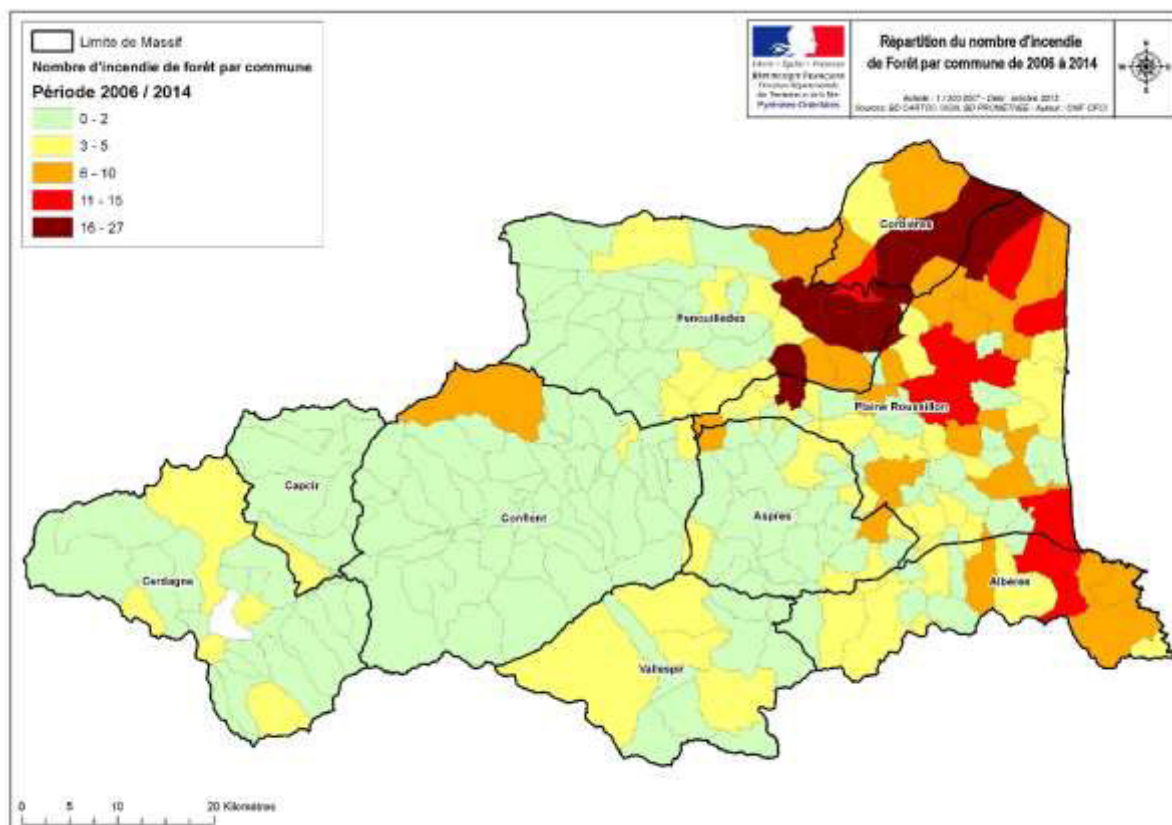 Limite de Massif
Nombre d'incendie de forêt par commune
Période 2006 / 2014
0 - 2
3 - 5
6 - 10
11 - 15
16 - 27
Pyrénées-Orientales
Répartition du nombre d'incendie
de Forêt par commune de 2006 à 2014
Corbières
Fenouillèdes
Plaine Roussillon
Capcir
Conflent
Aspres
Cerdagne
Albères
Vallespir
0 5 10 20 Kilomètres